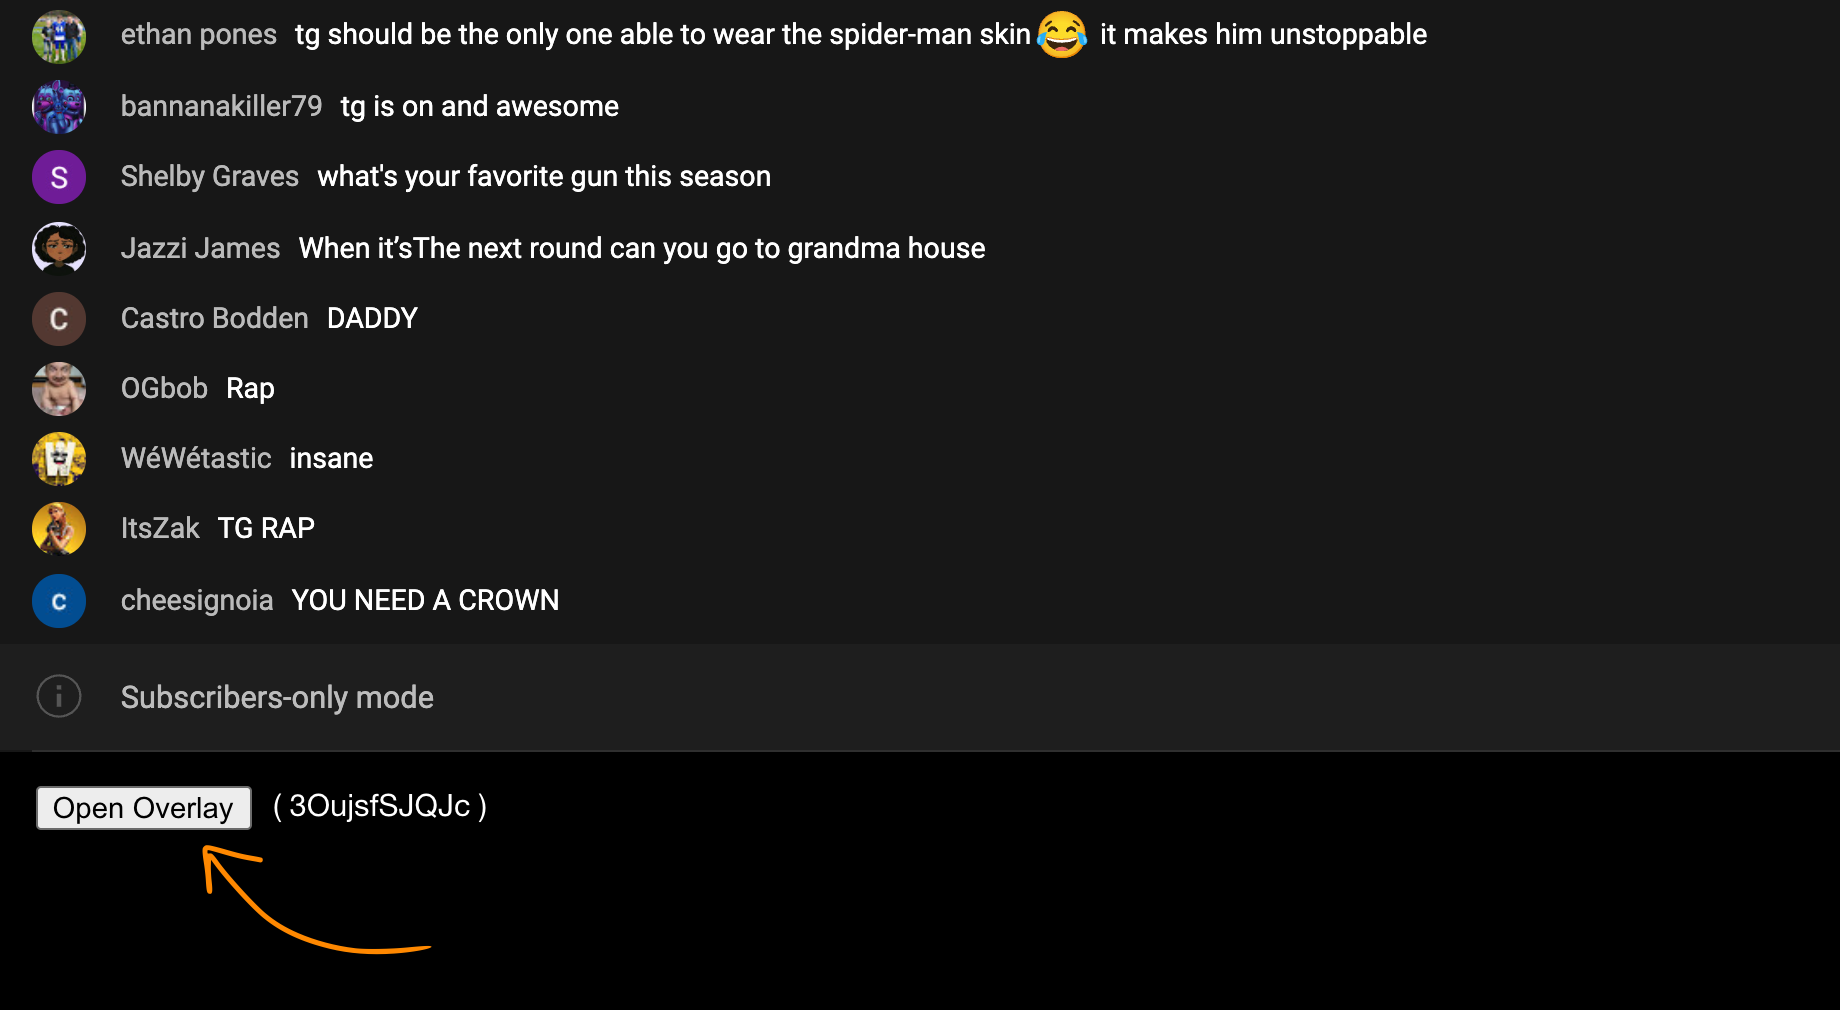 ethan pones tg should be the only one able to wear the spider-man skin😂 it makes him unstoppable
bannanakiller79 tg is on and awesome
S Shelby Graves what's your favorite gun this season
Jazzi James When it’sThe next round can you go to grandma house
C Castro Bodden DADDY
OGbob Rap
WéWétastic insane
ItsZak TG RAP
c cheesignoia YOU NEED A CROWN
Subscribers-only mode
Open Overlay ( 3OujsfSJQJc )